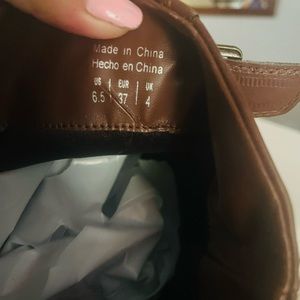 Made in China
Hecho en China
US EUR UK
6.5 37 4